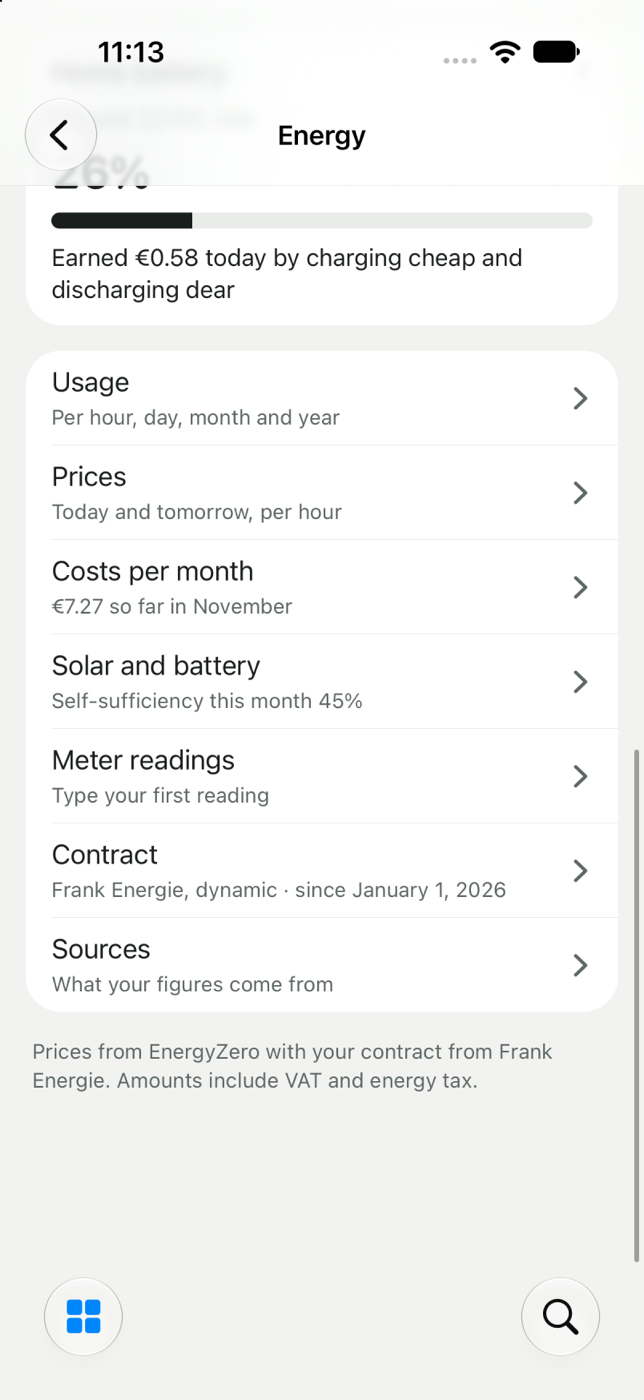 11:13
Energy
26%
Earned €0.58 today by charging cheap and
discharging dear
Usage
Per hour, day, month and year
Prices
Today and tomorrow, per hour
Costs per month
€7.27 so far in November
Solar and battery
Self-sufficiency this month 45%
Meter readings
Type your first reading
Contract
Frank Energie, dynamic · since January 1, 2026
Sources
What your figures come from
Prices from EnergyZero with your contract from Frank
Energie. Amounts include VAT and energy tax.